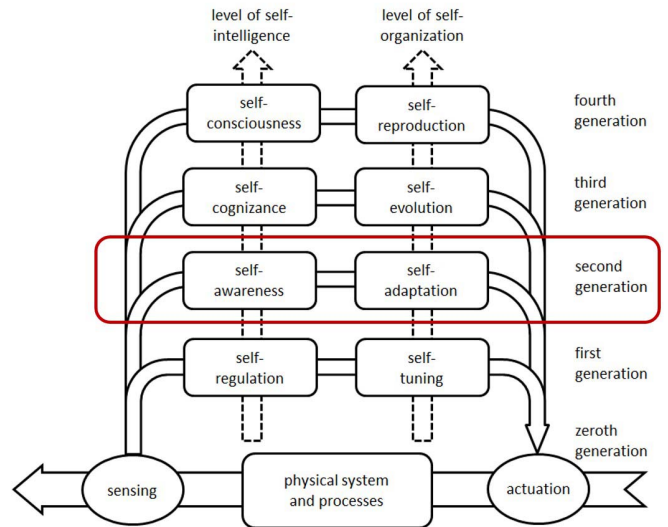 level of self-
intelligence
level of self-
organization
self-
consciousness
self-
reproduction
fourth
generation
self-
cognizance
self-
evolution
third
generation
self-
awareness
self-
adaptation
second
generation
self-
regulation
self-
tuning
first
generation
zeroth
generation
sensing
physical system
and processes
actuation